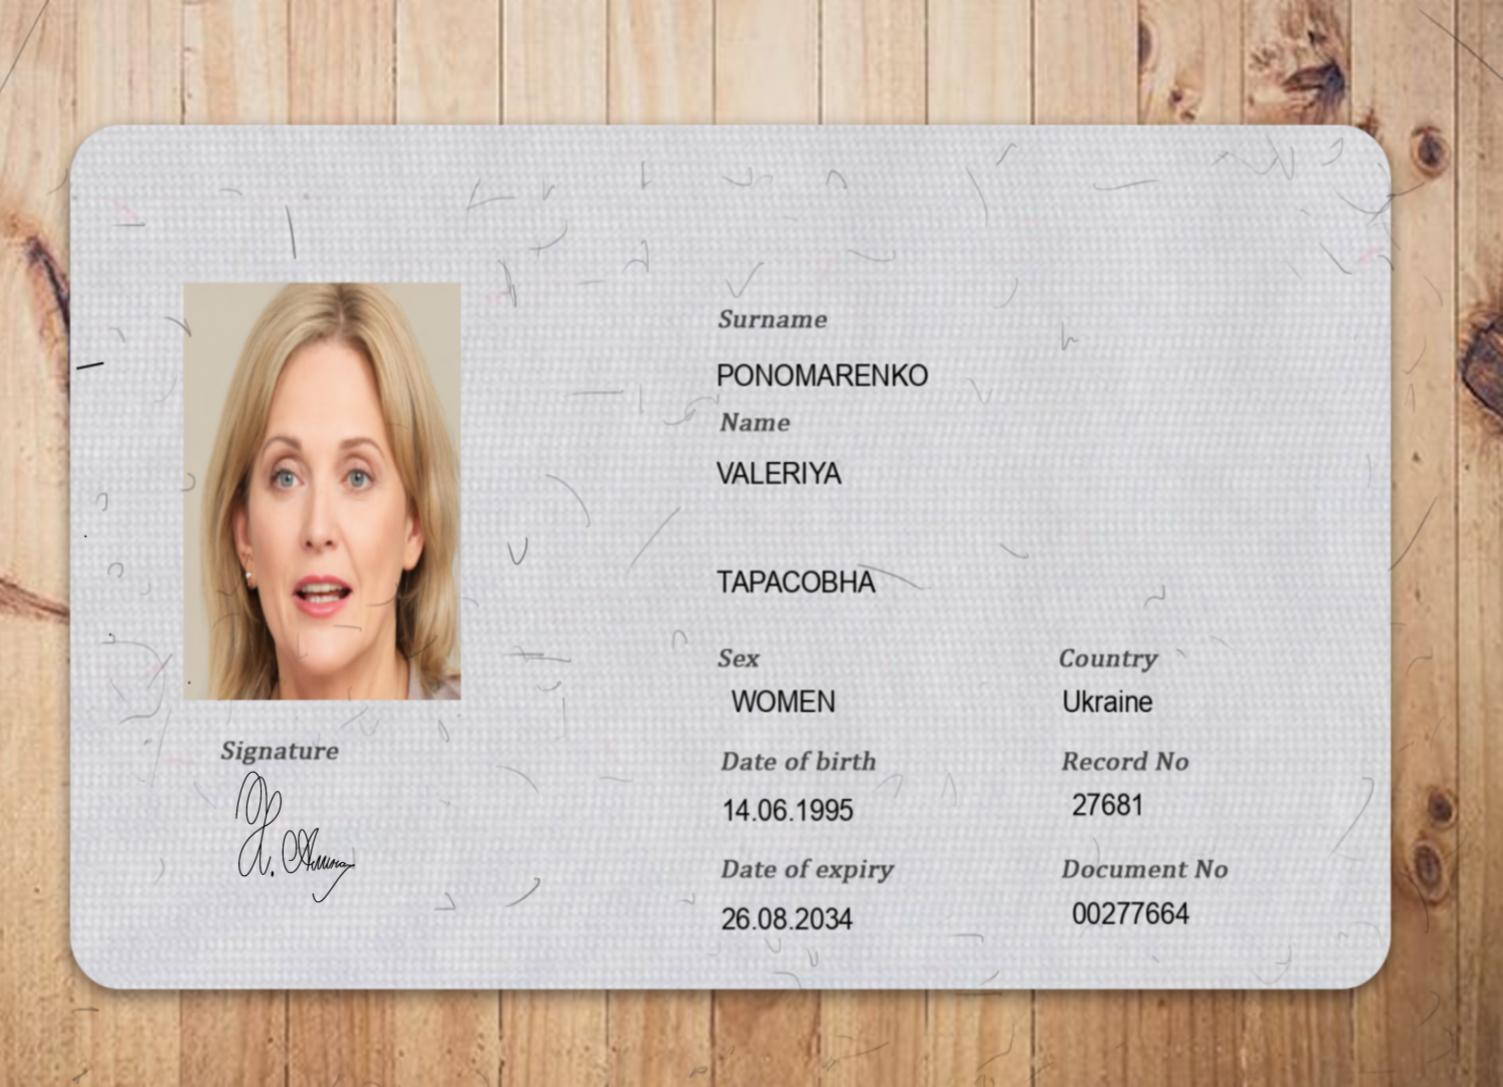 Surname
PONOMARENKO
Name
VALERIYA
TAPACOBHA
Sex
Country
WOMEN
Ukraine
Date of birth
Record No
14.06.1995
27681
Date of expiry
Document No
26.08.2034
00277664
Signature